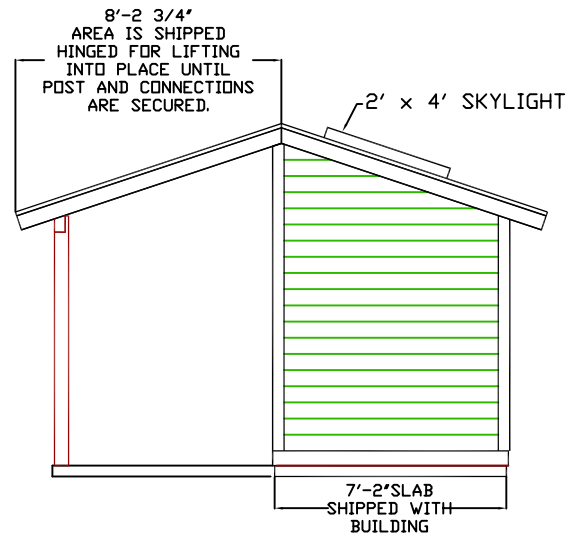 8'-2 3/4"
AREA IS SHIPPED
HINGED FOR LIFTING
INTO PLACE UNTIL
POST AND CONNECTIONS
ARE SECURED.
2' x 4' SKYLIGHT
7'-2"SLAB
SHIPPED WITH
BUILDING